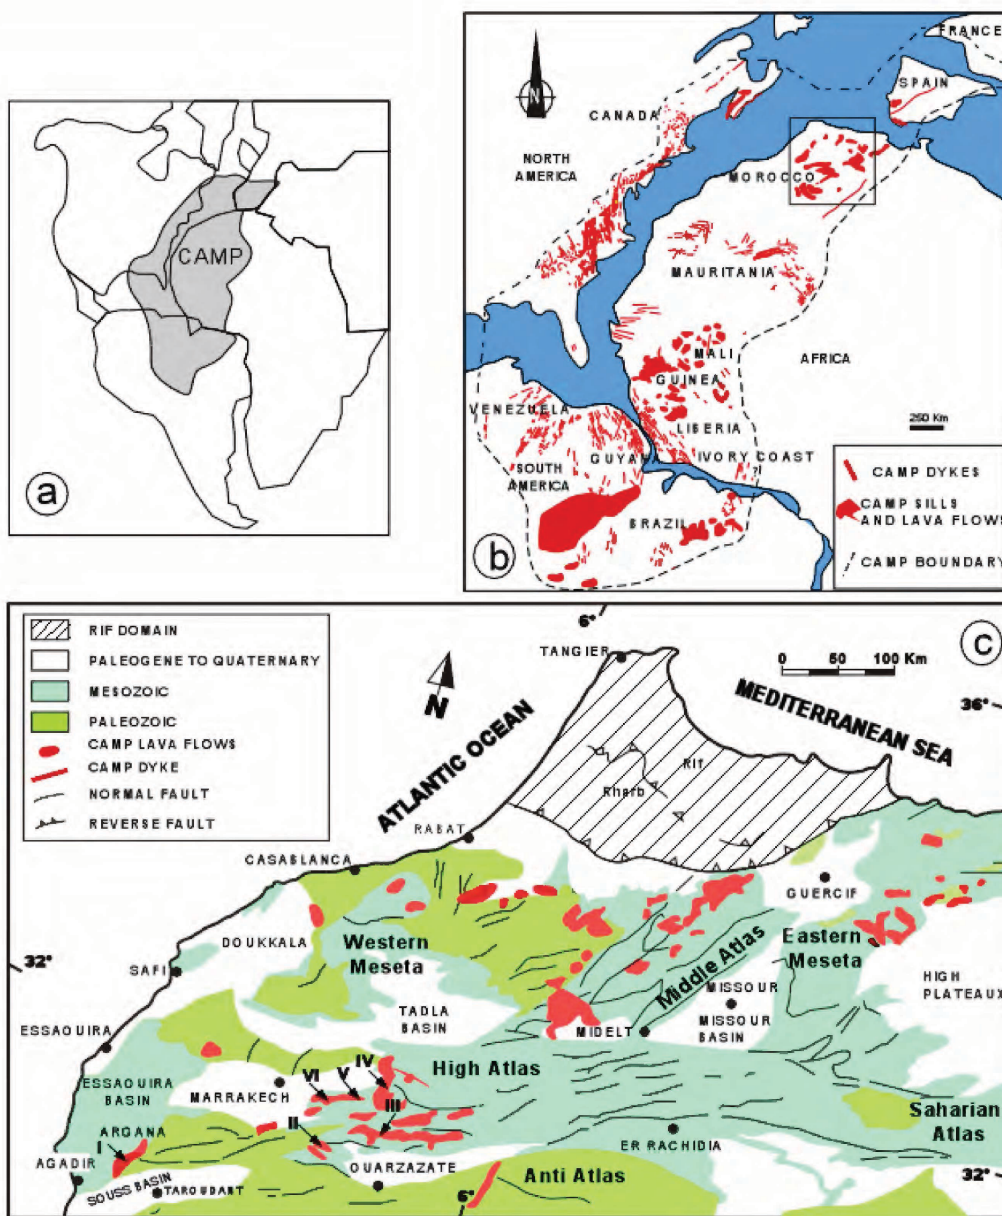 CAMP
a
N
FRANCE
SPAIN
CANADA
NORTH
AMERICA
MOROCCO
MAURITANIA
MALI
GUINEA
AFRICA
VENEZUELA
LIBERIA
250 Km
GUYANA
IVORY COAST
SOUTH
AMERICA
BRAZIL
b
CAMP DYKES
CAMP SILLS
AND LAVA FLOWS
CAMP BOUNDARY
RIF DOMAIN
PALEOGENE TO QUATERNARY
MESOZOIC
PALEOZOIC
CAMP LAVA FLOWS
CAMP DYKE
NORMAL FAULT
REVERSE FAULT
c
6°
TANGIER
0 50 100 Km
N
36°
ATLANTIC OCEAN
MEDITERRANEAN SEA
Rif
Rharb
RABAT
CASABLANCA
GUERCIF
DOUKKALA
Western
Meseta
Eastern
Meseta
32°
SAFI
Middle Atlas
HIGH
PLATEAUX
TADLA
BASIN
MISSOUR
MIDELT
MISSOUR
BASIN
ESSAOUIRA
High Atlas
ESSAOUIRA
BASIN
MARRAKECH
VI V IV
II III
I
ARGANA
Saharian
Atlas
ER RACHIDIA
AGADIR
OUARZAZATE
SOUSS BASIN
TAROUDANT
6°
Anti Atlas
32°